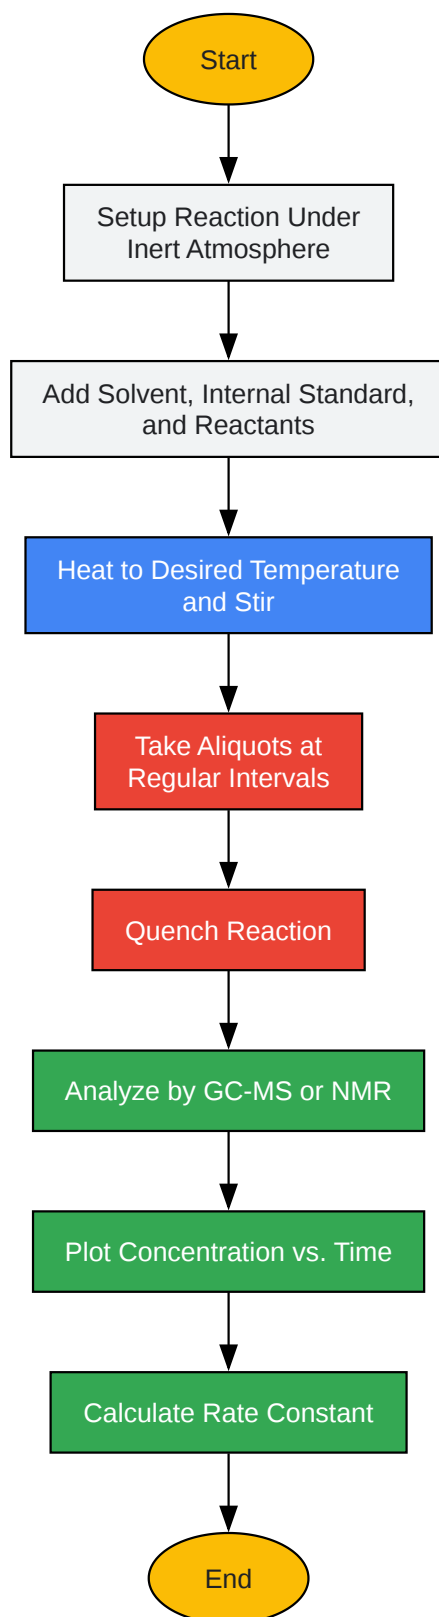 Start
Setup Reaction Under
Inert Atmosphere
Add Solvent, Internal Standard,
and Reactants
Heat to Desired Temperature
and Stir
Take Aliquots at
Regular Intervals
Quench Reaction
Analyze by GC-MS or NMR
Plot Concentration vs. Time
Calculate Rate Constant
End